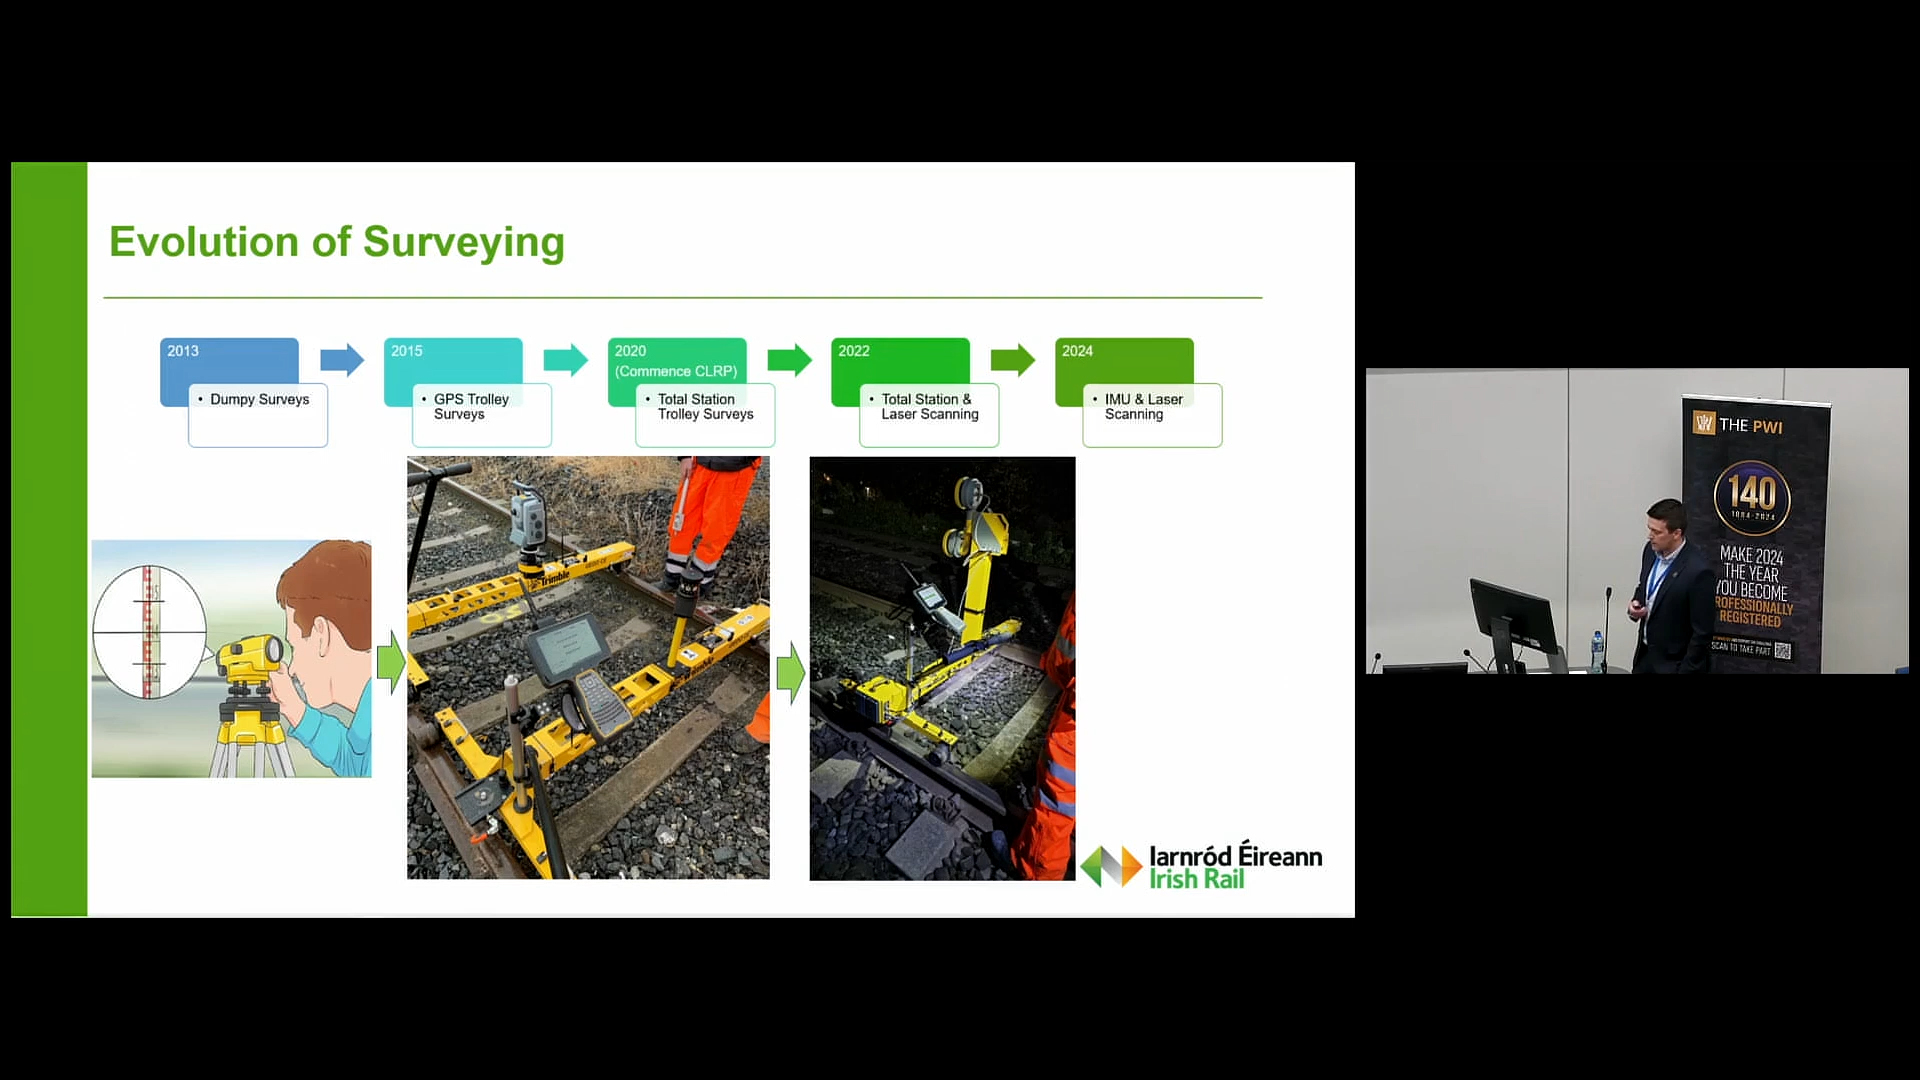 Evolution of Surveying
2013
• Dumpy Surveys
2015
• GPS Trolley
Surveys
2020
(Commence CLRP)
• Total Station
Trolley Surveys
2022
• Total Station &
Laser Scanning
2024
• IMU & Laser
Scanning
Trimble
Iarnród Éireann
Irish Rail
THE PWI
140
1884-2024
MAKE 2024
THE YEAR
YOU BECOME
ROFESSIONALLY
REGISTERED
SCAN TO TAKE PART